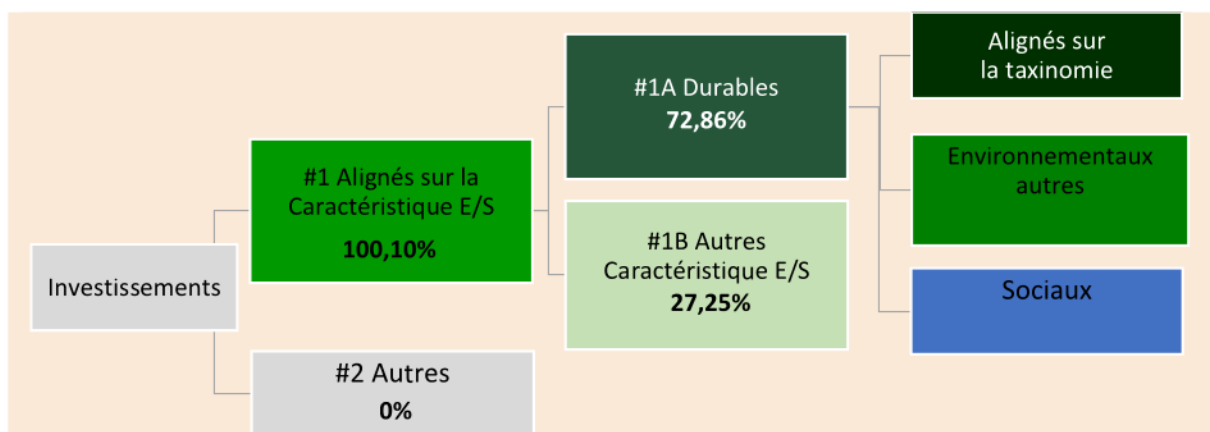 Investissements
#1 Alignés sur la
Caractéristique E/S
100,10%
#2 Autres
0%
#1A Durables
72,86%
#1B Autres
Caractéristique E/S
27,25%
Alignés sur
la taxinomie
Environnementaux
autres
Sociaux